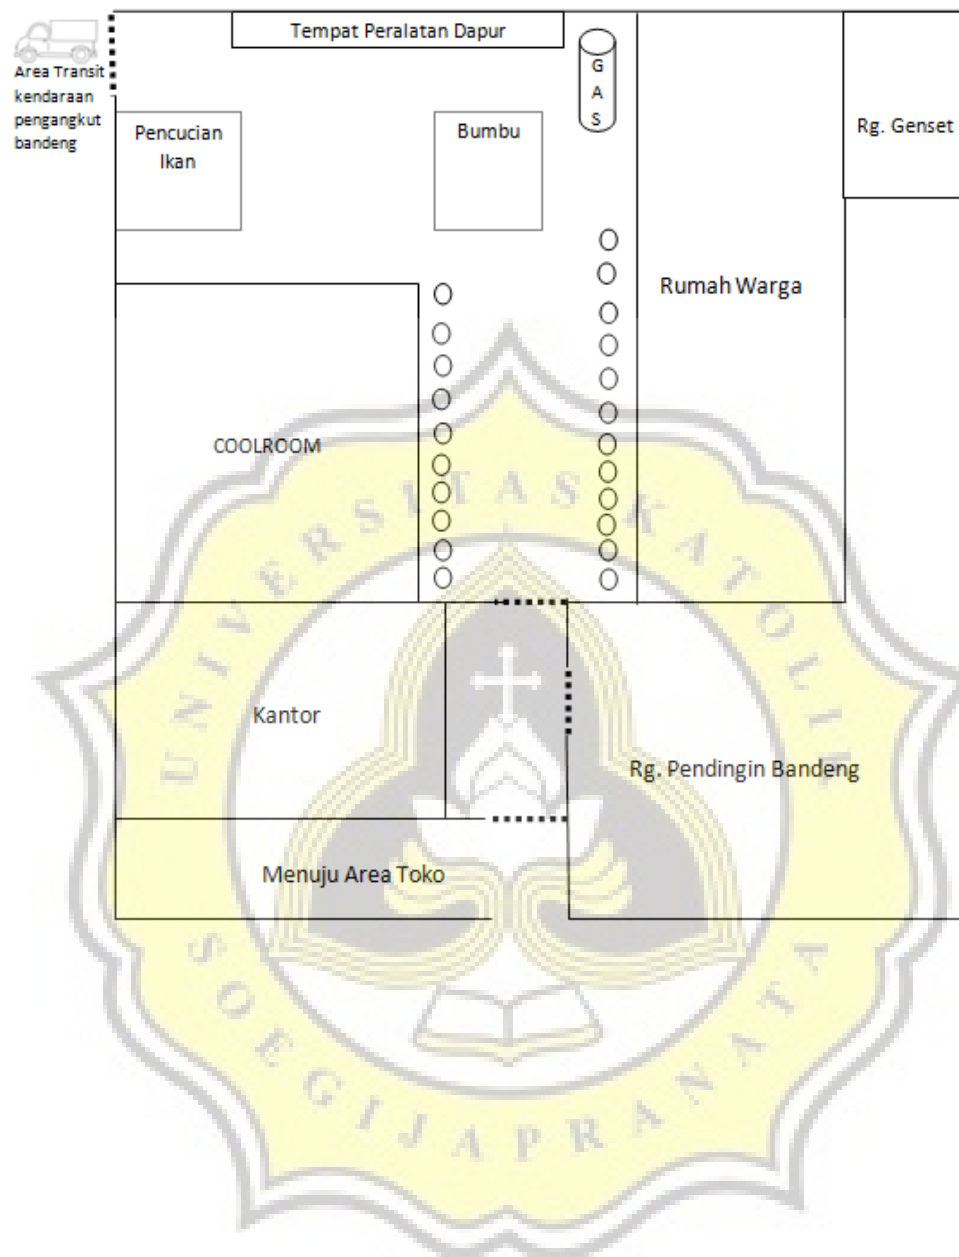 Tempat Peralatan Dapur
G
A
S
Area Transit
kendaraan
pengangkut
bandeng
Pencucian
Ikan
Bumbu
Rg. Genset
Rumah Warga
COOLROOM
Kantor
Rg. Pendingin Bandeng
Menuju Area Toko
UNIVERSITAS KATOLIK
SOEGIJAPRANATA